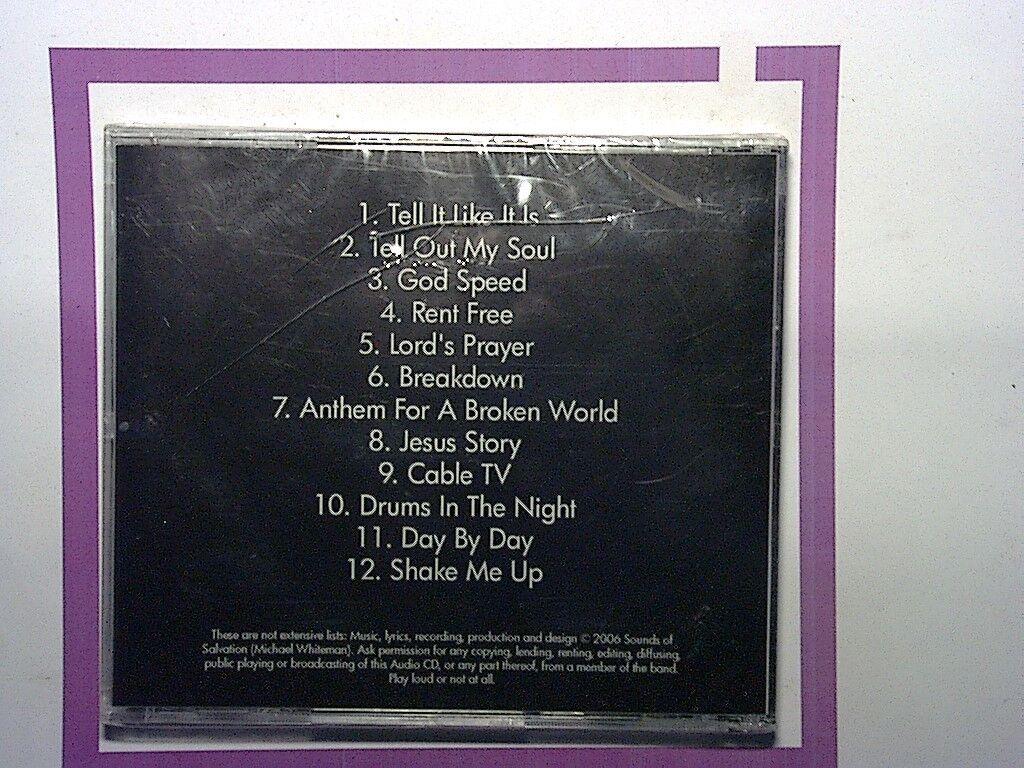 1. Tell It Like It Is
2. Tell Out My Soul
3. God Speed
4. Rent Free
5. Lord's Prayer
6. Breakdown
7. Anthem For A Broken World
8. Jesus Story
9. Cable TV
10. Drums In The Night
11. Day By Day
12. Shake Me Up
These are not extensive lists: Music, lyrics, recording, production and design © 2006 Sounds of
Salvation (Michael Whiteman). Ask permission for any copying, lending, renting, editing, diffusing,
public playing or broadcasting of this Audio CD, or any part thereof, from a member of the band.
Play loud or not at all.